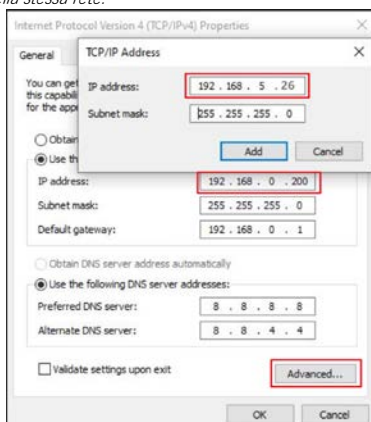 stessa rete.
Internet Protocol Version 4 (TCP/IPv4) Properties
General
TCP/IP Address
You can get
this capabili
for the appr
IP address:
192 . 168 . 5 . 26
Subnet mask:
255 . 255 . 255 . 0
Add
Cancel
Obtain
Use th
IP address:
192 . 168 . 0 . 200
Subnet mask:
255 . 255 . 255 . 0
Default gateway:
192 . 168 . 0 . 1
Obtain DNS server address automatically
Use the following DNS server addresses:
Preferred DNS server:
8 . 8 . 8 . 8
Alternate DNS server:
8 . 8 . 4 . 4
Validate settings upon exit
Advanced...
OK
Cancel